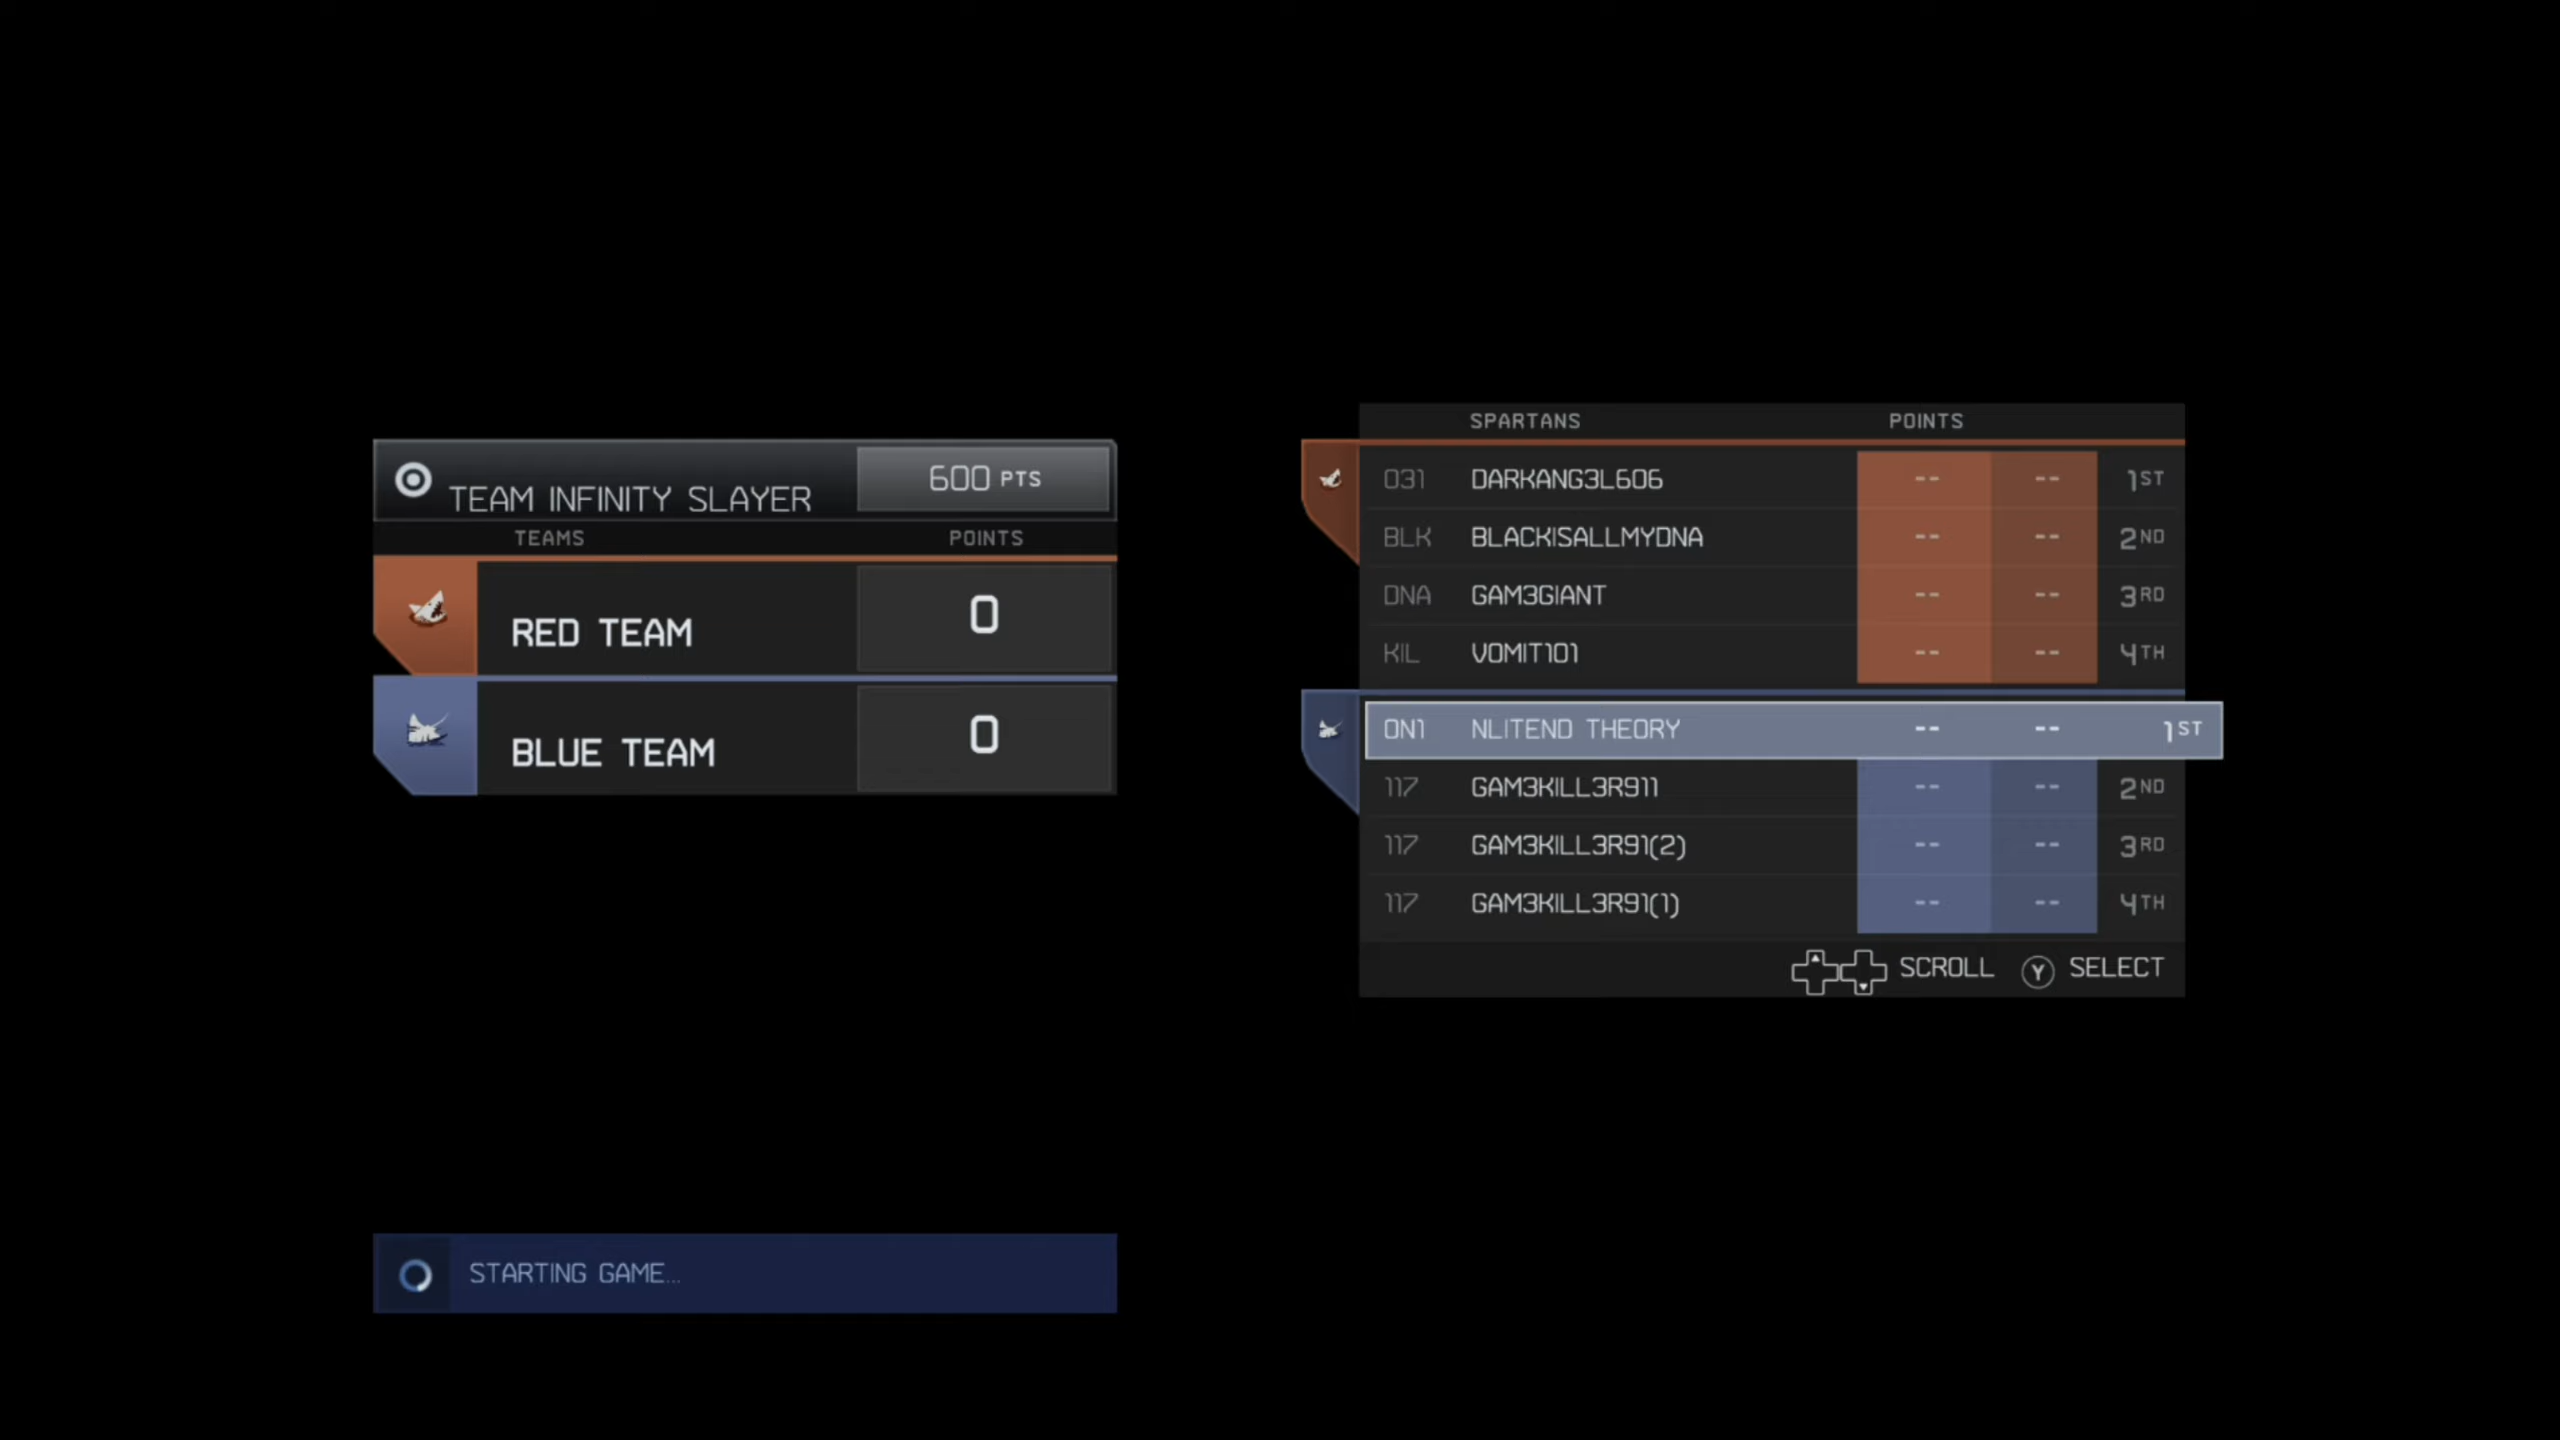 TEAM INFINITY SLAYER 600 PTS
TEAMS POINTS
RED TEAM 0
BLUE TEAM 0
STARTING GAME...
SPARTANS POINTS
031 DARKANG3L606 -- -- 1ST
BLK BLACKISALLMYDNA -- -- 2ND
DNA GAM3GIANT -- -- 3RD
KIL VOMIT101 -- -- 4TH
ON1 NLITEND THEORY -- -- 1ST
117 GAM3KILL3R911 -- -- 2ND
117 GAM3KILL3R91(2) -- -- 3RD
117 GAM3KILL3R91(1) -- -- 4TH
SCROLL Y SELECT